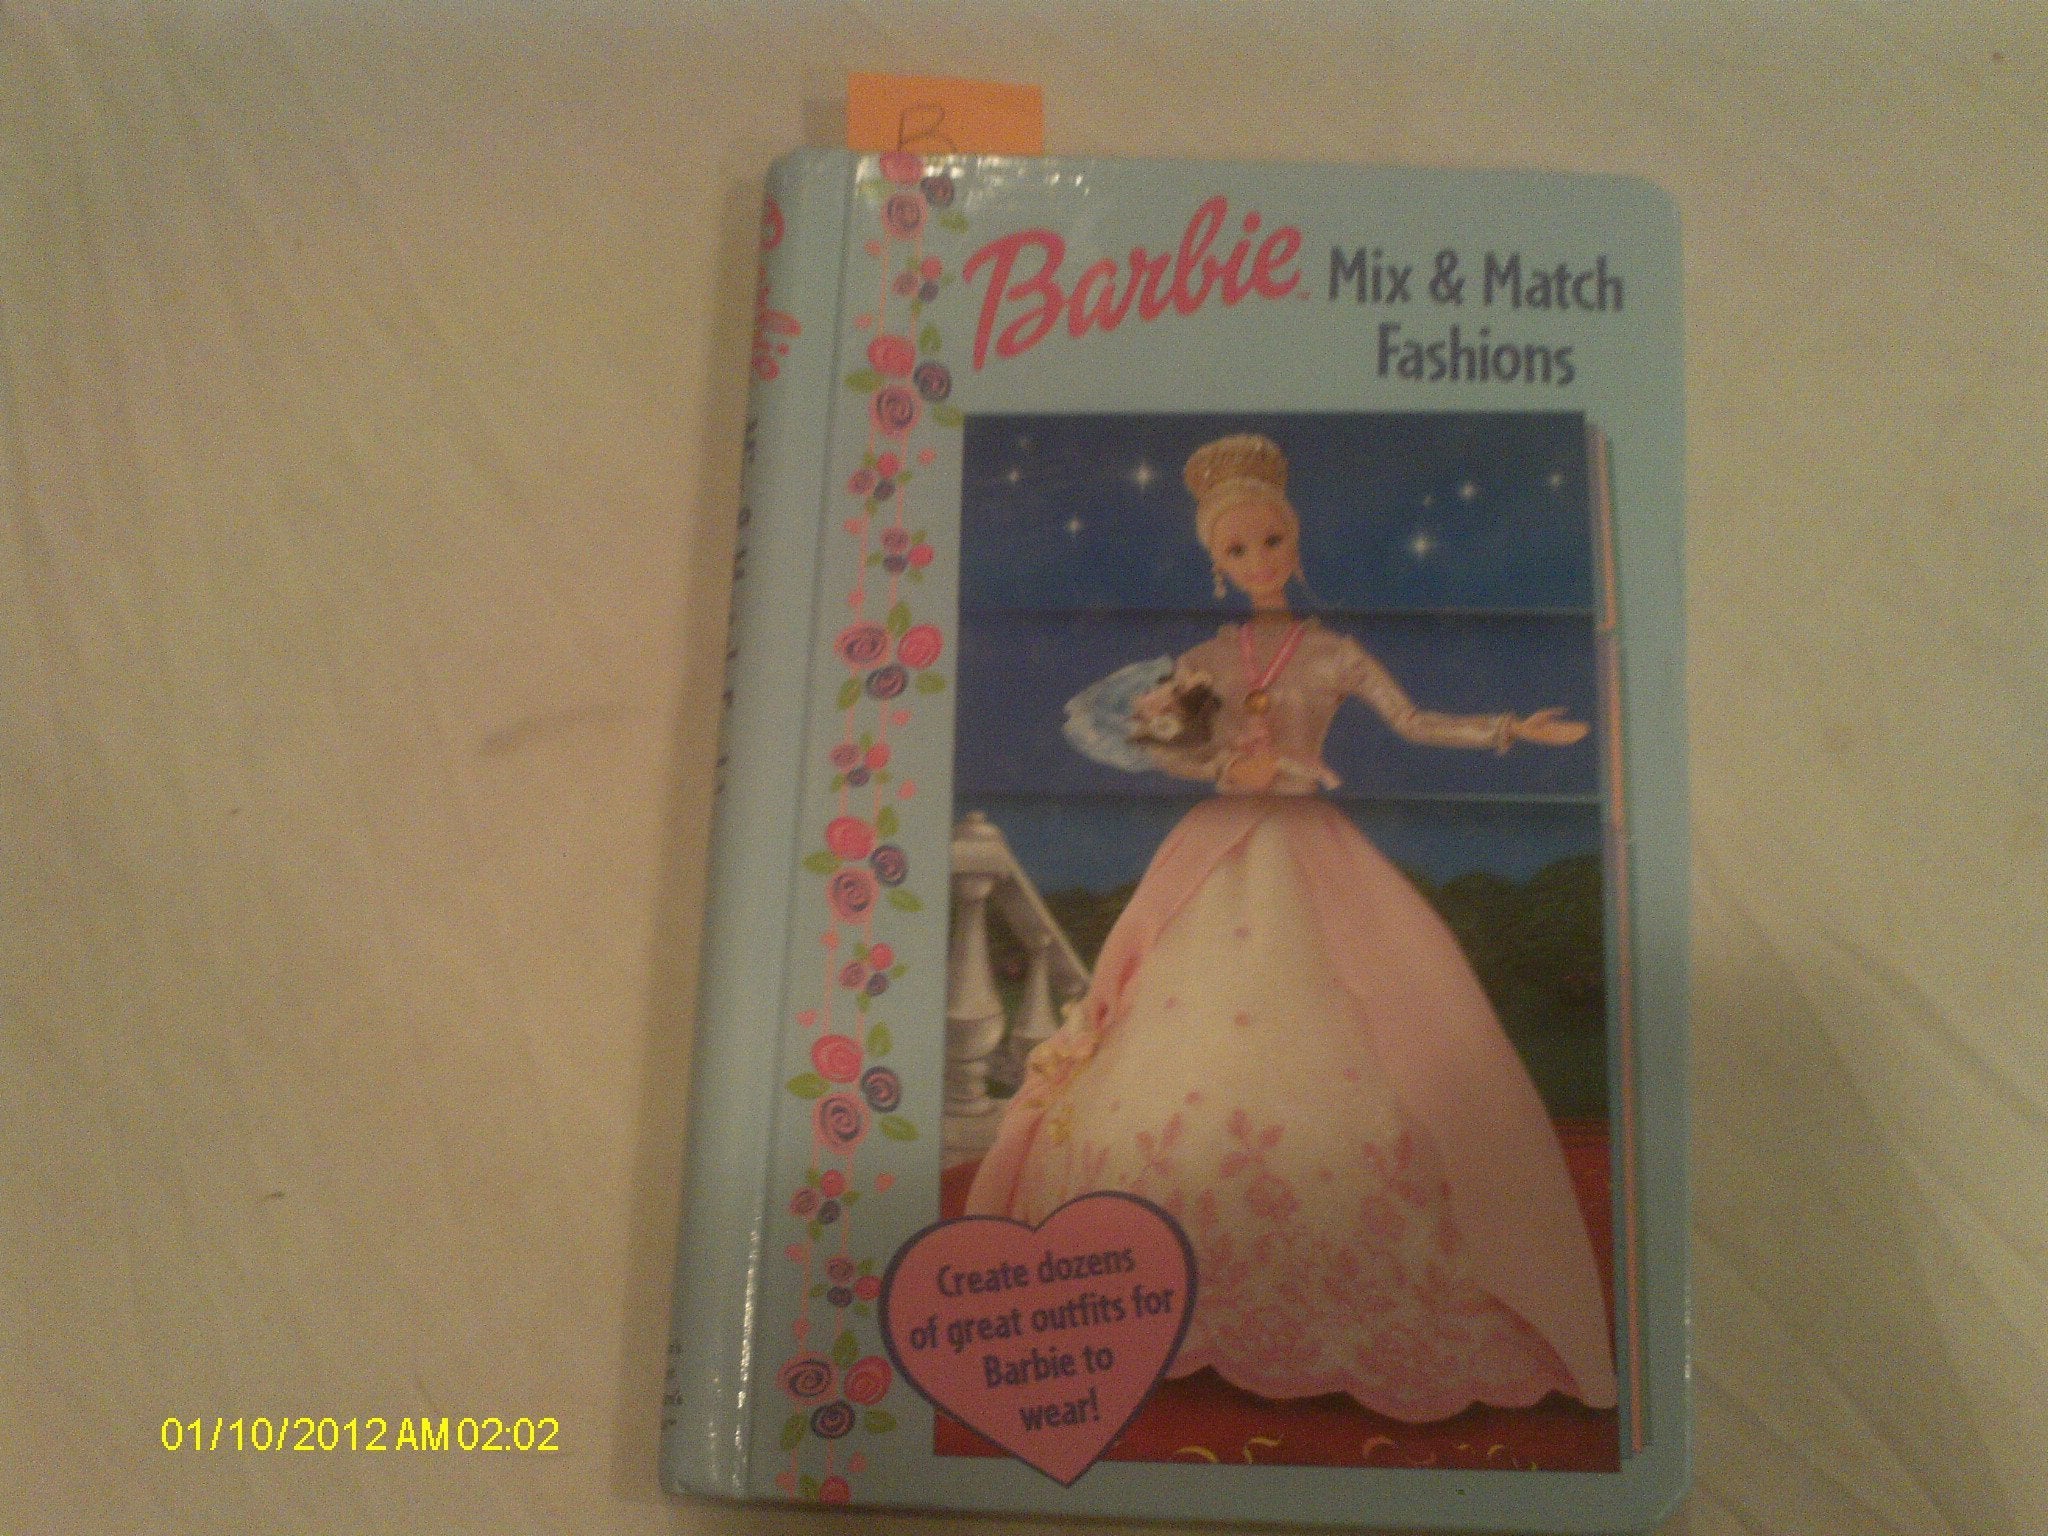 B
Barbie™ Mix & Match
Fashions
Barbie
Create dozens
of great outfits for
Barbie to
wear!
01/10/2012 AM 02:02